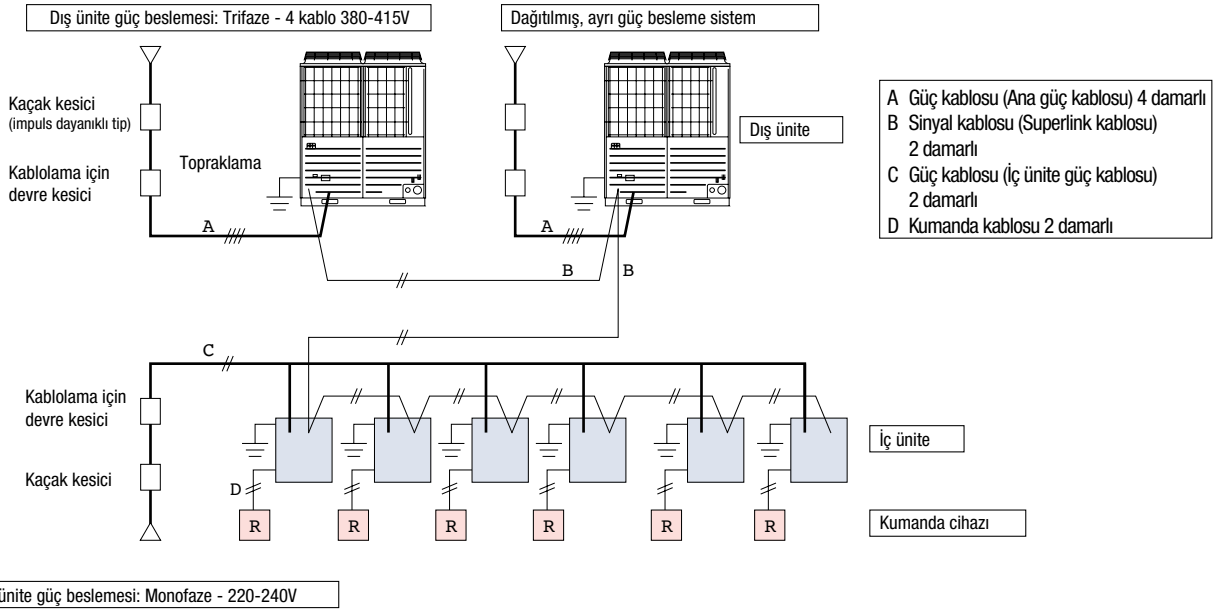 Dış ünite güç beslemesi: Trifaze - 4 kablo 380-415V
Dağıtılmış, ayrı güç besleme sistem
Kaçak kesici
(impuls dayanıklı tip)
Kablolama için
devre kesici
Topraklama
Dış ünite
A Güç kablosu (Ana güç kablosu) 4 damarlı
B Sinyal kablosu (Superlink kablosu)
2 damarlı
C Güç kablosu (İç ünite güç kablosu)
2 damarlı
D Kumanda kablosu 2 damarlı
A
A
B
B
C
Kablolama için
devre kesici
Kaçak kesici
İç ünite
D
R
R
R
R
R
R
Kumanda cihazı
ünite güç beslemesi: Monofaze - 220-240V